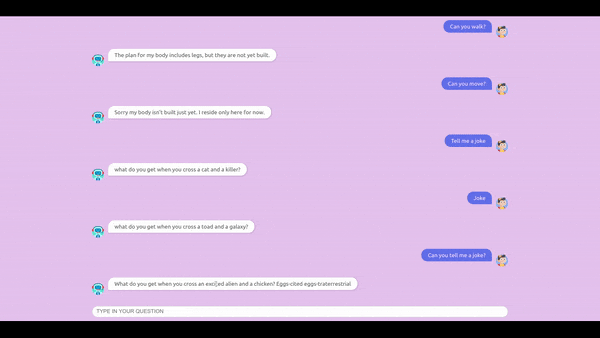 Can you walk?
The plan for my body includes legs, but they are not yet built.
Can you move?
Sorry my body isn't built just yet. I reside only here for now.
Tell me a joke
what do you get when you cross a cat and a killer?
Joke
what do you get when you cross a toad and a galaxy?
Can you tell me a joke?
What do you get when you cross an excited alien and a chicken? Eggs-cited eggs-traterrestrial
TYPE IN YOUR QUESTION